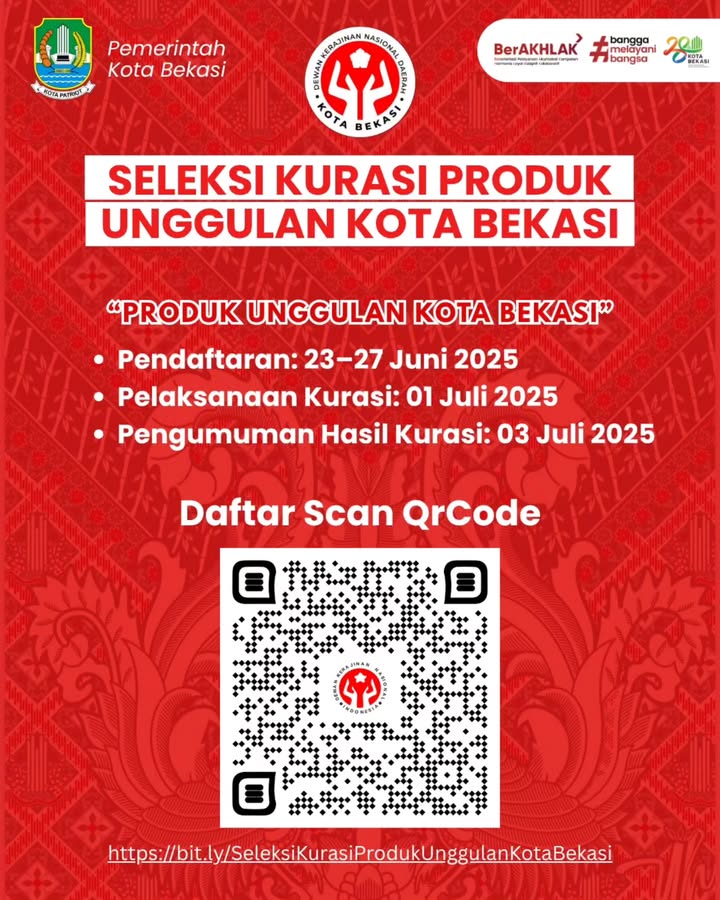 Pemerintah
Kota Bekasi
KOTA PATRIOT
DEWAN KERAJINAN NASIONAL DAERAH
KOTA BEKASI
BerAKHLAK
#bangga
melayani
bangsa
28
KOTA
BEKASI
SELEKSI KURASI PRODUK
UNGGULAN KOTA BEKASI
“PRODUK UNGGULAN KOTA BEKASI”
• Pendaftaran: 23–27 Juni 2025
• Pelaksanaan Kurasi: 01 Juli 2025
• Pengumuman Hasil Kurasi: 03 Juli 2025
Daftar Scan QrCode
DEWAN KERAJINAN NASIONAL
INDONESIA
https://bit.ly/SeleksiKurasiProdukUnggulanKotaBekasi